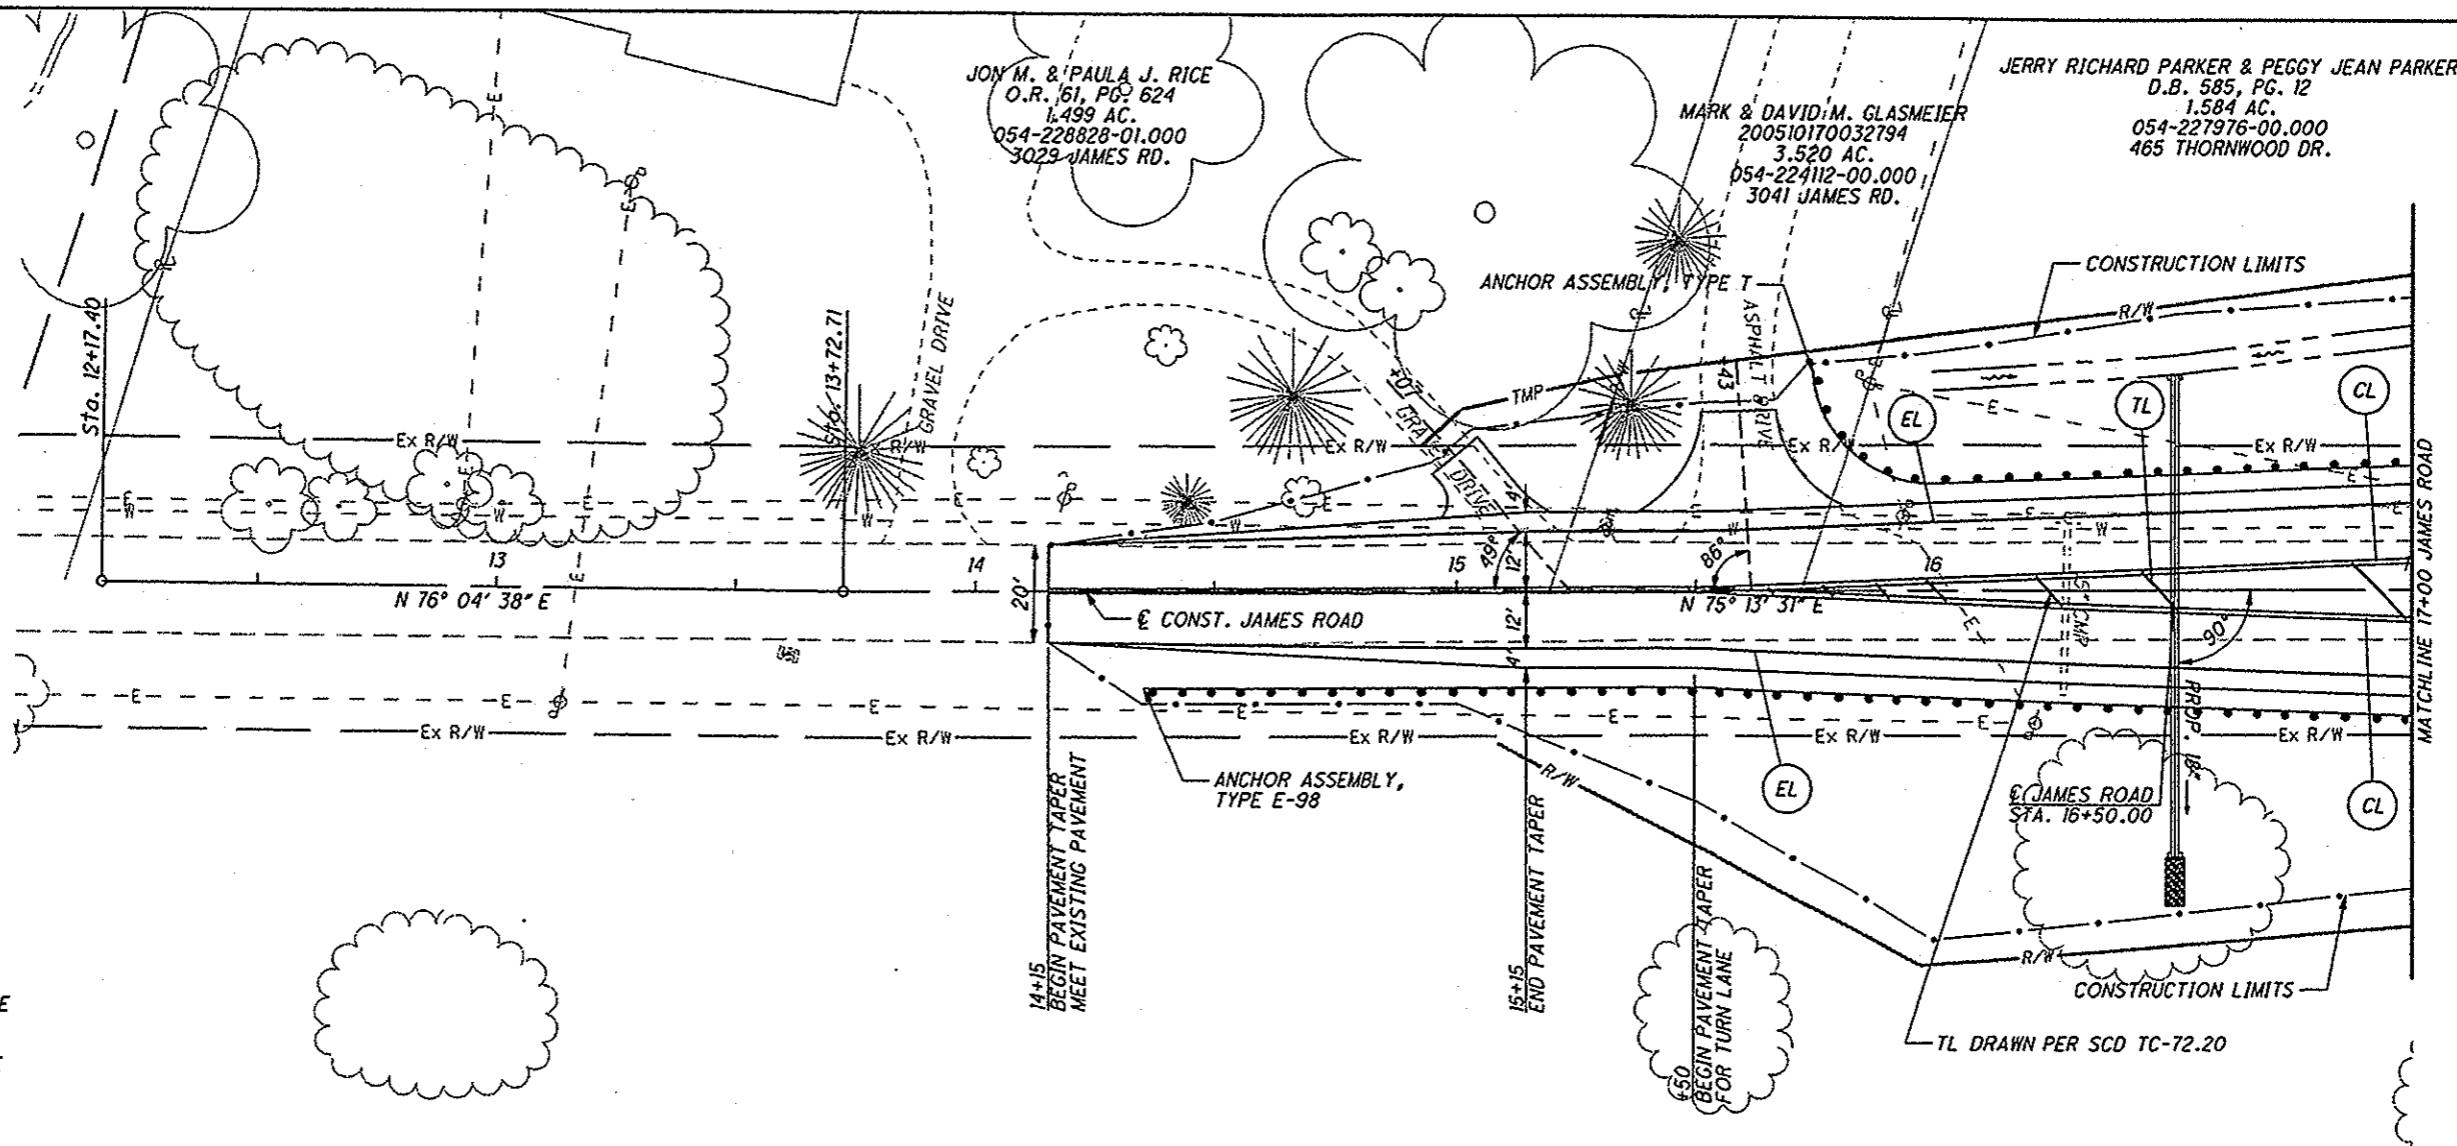 JON M. & PAULA J. RICE
O.R. 161, PG. 624
1.499 AC.
054-228828-01.000
3029 JAMES RD.
MARK & DAVID M. GLASMEIER
200510170032794
3.520 AC.
054-224112-00.000
3041 JAMES RD.
JERRY RICHARD PARKER & PEGGY JEAN PARKER
D.B. 585, PG. 12
1.584 AC.
054-227976-00.000
465 THORNWOOD DR.
CONSTRUCTION LIMITS
ANCHOR ASSEMBLY, TYPE T
Sta. 12+17.40
Sta. 13+72.71
GRAVEL DRIVE
ASPHALT DRIVE
+43
+01
DRIVE
TMP
R/W
TL
CL
EL
Ex R/W
R/W
Ex R/W
Ex R/W
Ex R/W
13
14
15
16
N 76° 04' 38" E
N 75° 13' 31" E
20'
4'
12'
49°
86°
90°
12'
4'
℄ CONST. JAMES ROAD
CMP
PROP. 18"
MATCHLINE 17+00 JAMES ROAD
Ex R/W
Ex R/W
Ex R/W
Ex R/W
Ex R/W
R/W
ANCHOR ASSEMBLY,
TYPE E-98
EL
CL
℄ JAMES ROAD
STA. 16+50.00
14+15
BEGIN PAVEMENT TAPER
MEET EXISTING PAVEMENT
15+15
END PAVEMENT TAPER
+50
BEGIN PAVEMENT TAPER
FOR TURN LANE
R/W
CONSTRUCTION LIMITS
TL DRAWN PER SCD TC-72.20